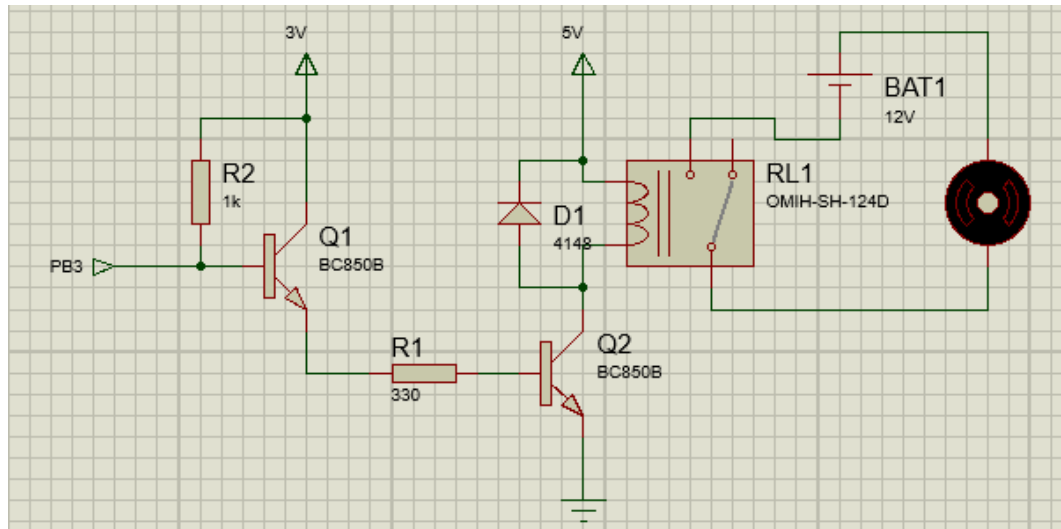 3V
5V
BAT1
12V
R2
1k
RL1
OMIH-SH-124D
D1
4148
Q1
BC850B
PB3
R1
330
Q2
BC850B